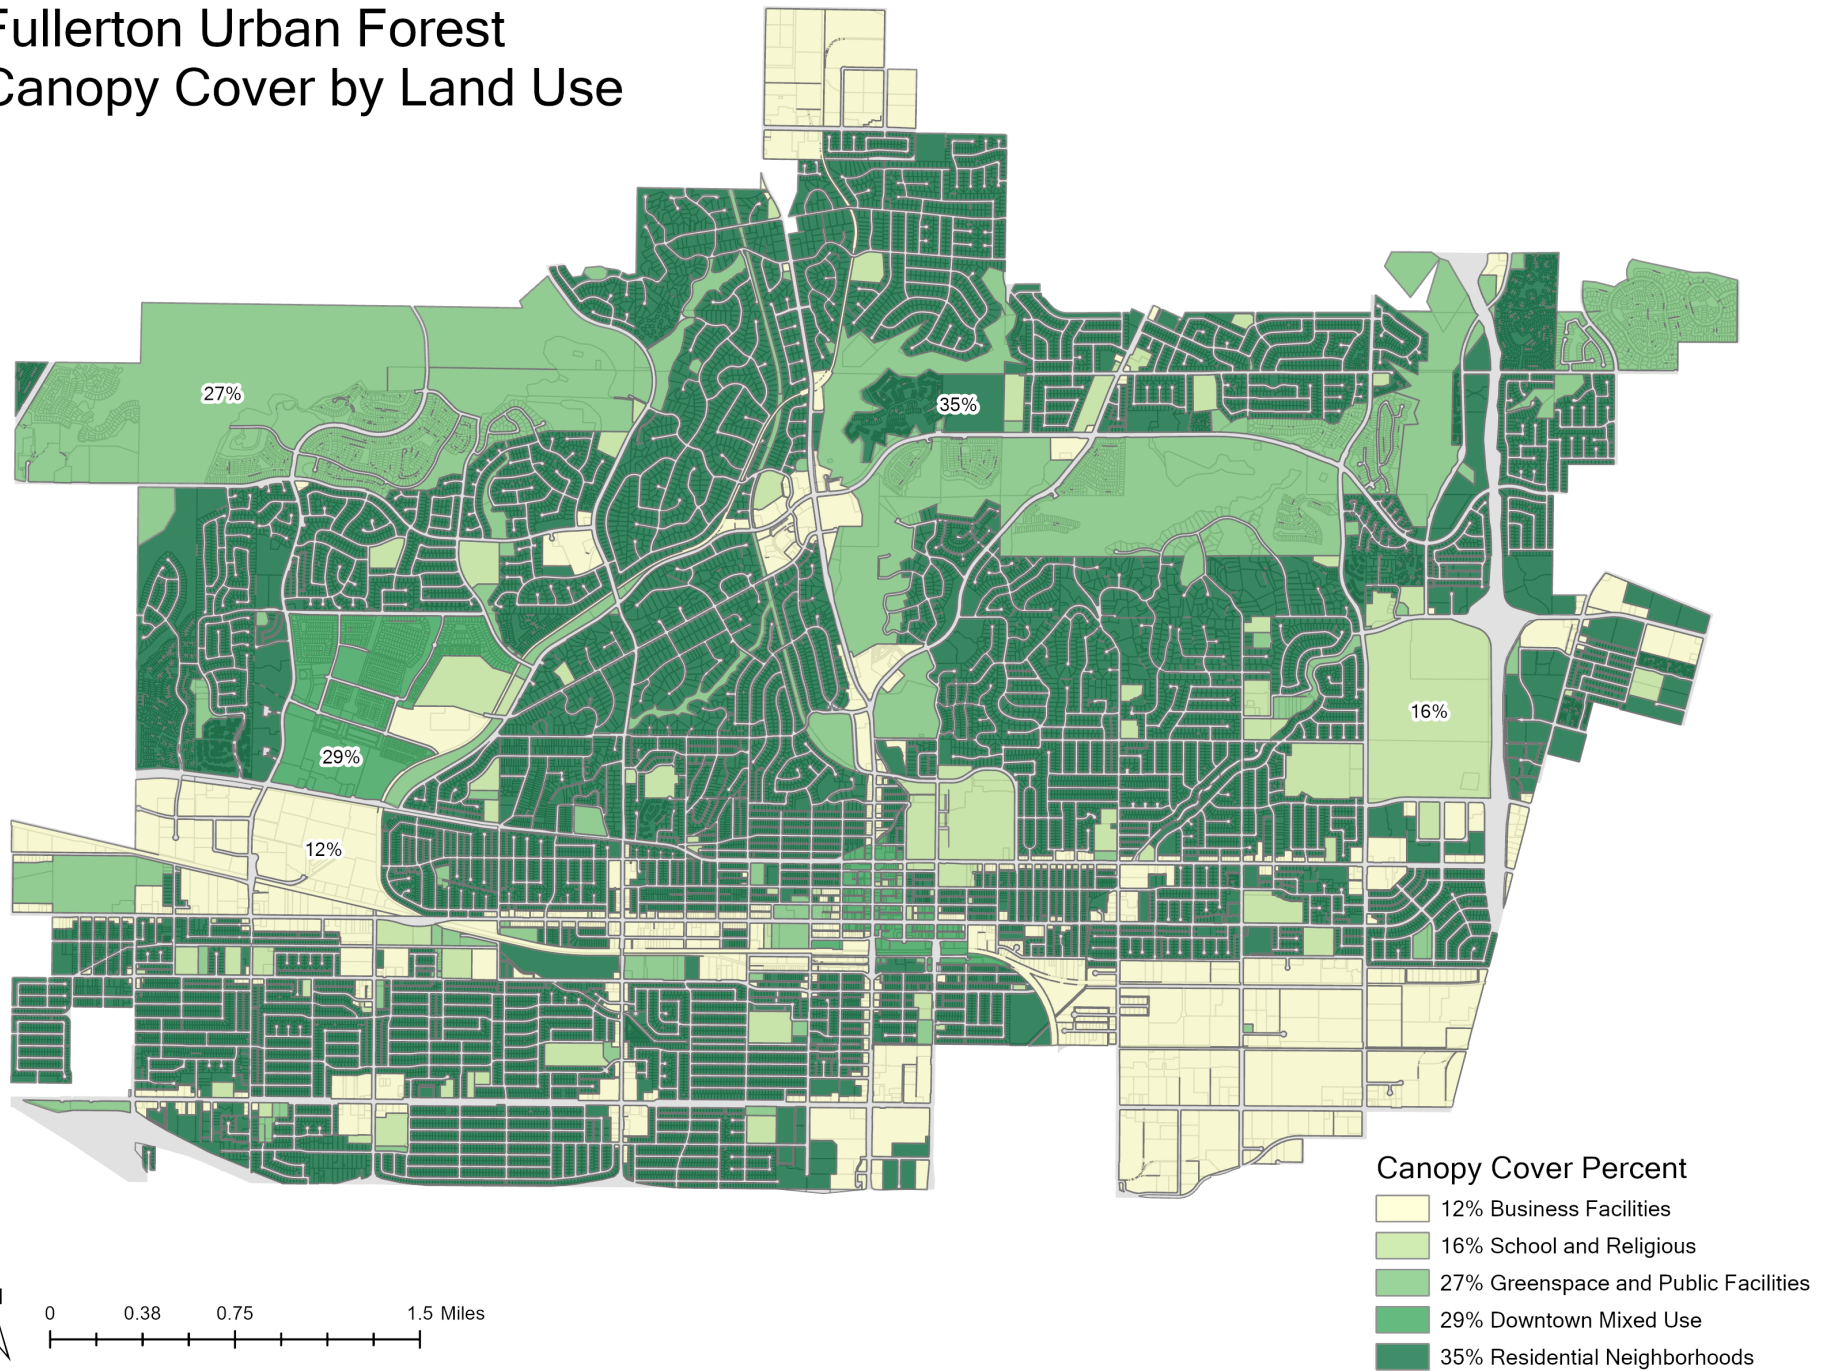 Fullerton Urban Forest
Canopy Cover by Land Use
27%
35%
16%
29%
12%
Canopy Cover Percent
12% Business Facilities
16% School and Religious
27% Greenspace and Public Facilities
29% Downtown Mixed Use
35% Residential Neighborhoods
0 0.38 0.75 1.5 Miles